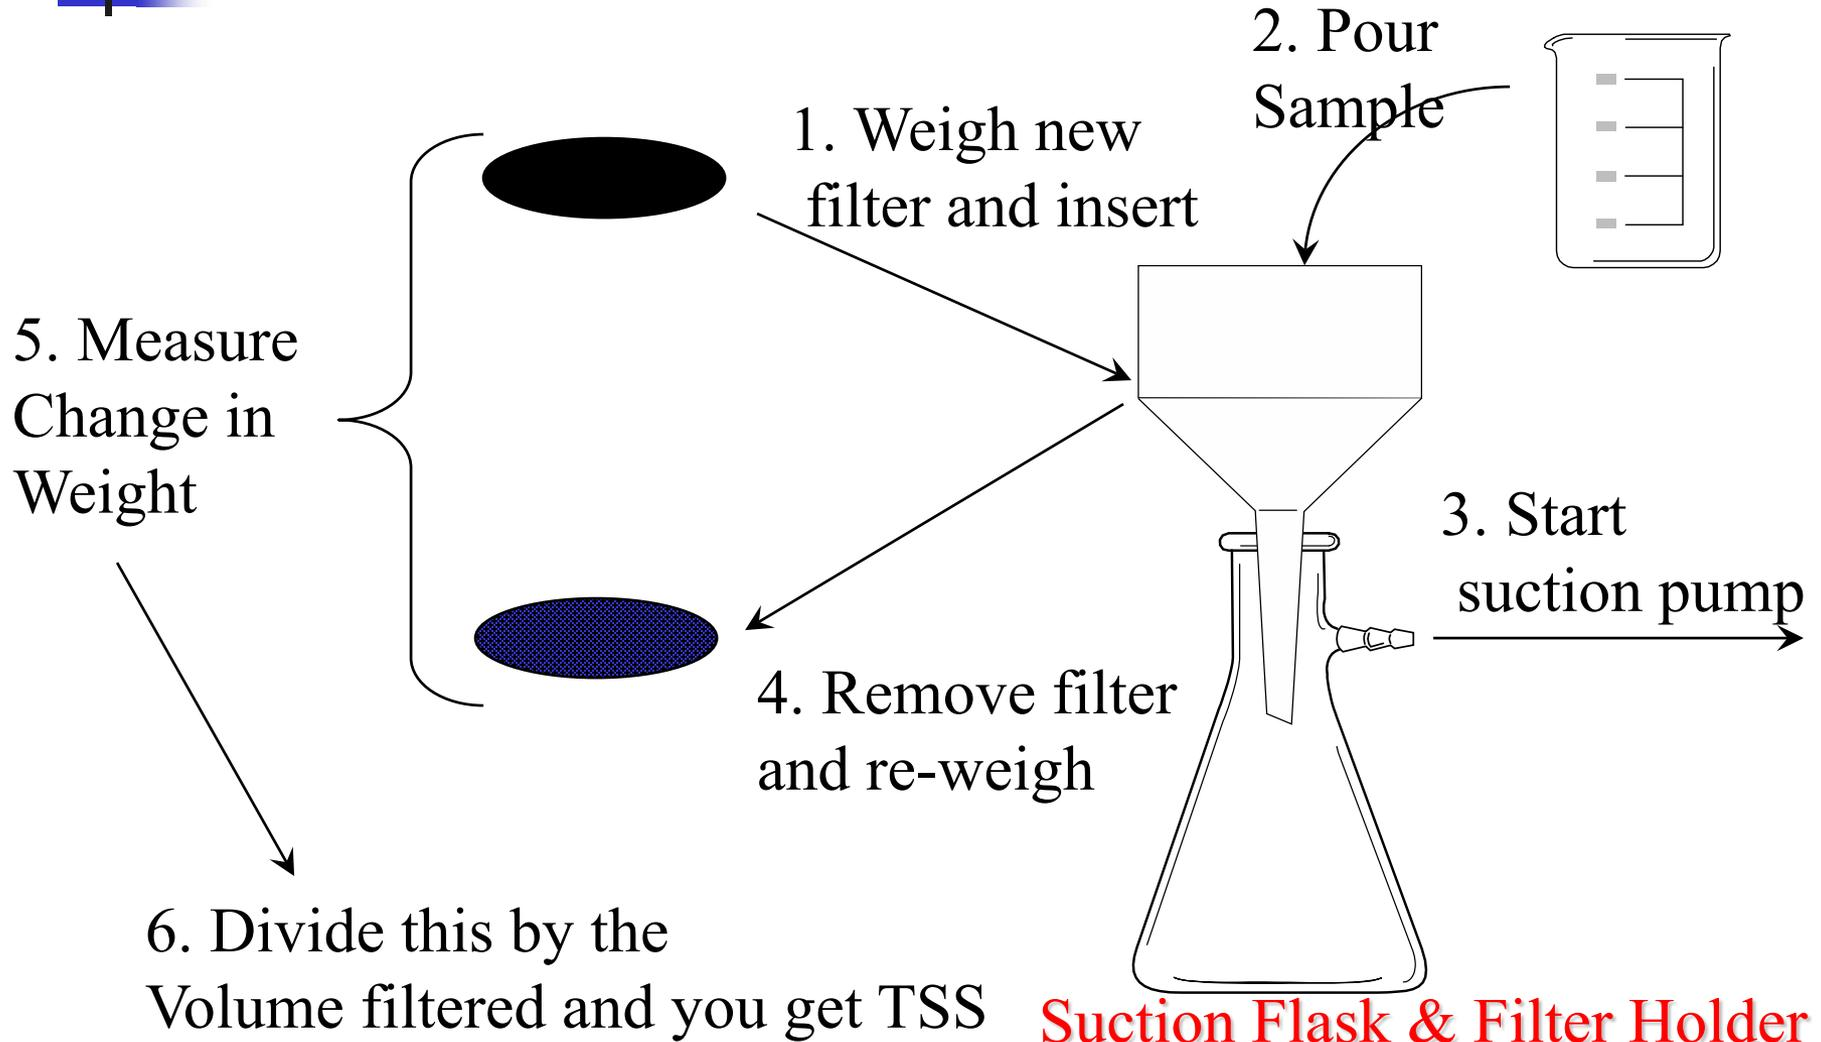 1. Weigh new
filter and insert
2. Pour
Sample
3. Start
suction pump
4. Remove filter
and re-weigh
5. Measure
Change in
Weight
6. Divide this by the
Volume filtered and you get TSS
Suction Flask & Filter Holder